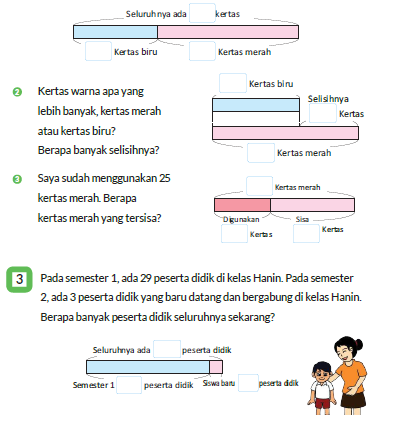 Seluruhnya ada kertas
Kertas biru Kertas merah
2 Kertas warna apa yang
lebih banyak, kertas merah
atau kertas biru?
Berapa banyak selisihnya?
Kertas biru
Selisihnya
Kertas
Kertas merah
3 Saya sudah menggunakan 25
kertas merah. Berapa
kertas merah yang tersisa?
Kertas merah
Digunakan Sisa
Kertas Kertas
3 Pada semester 1, ada 29 peserta didik di kelas Hanin. Pada semester
2, ada 3 peserta didik yang baru datang dan bergabung di kelas Hanin.
Berapa banyak peserta didik seluruhnya sekarang?
Seluruhnya ada peserta didik
Semester 1 peserta didik Siswa baru peserta didik